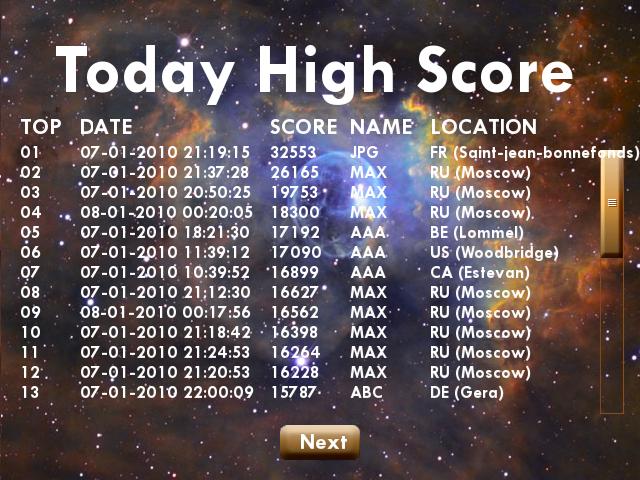 Today High Score
TOP DATE SCORE NAME LOCATION
01 07-01-2010 21:19:15 32553 JPG FR (Saint-jean-bonnefonds)
02 07-01-2010 21:37:28 26165 MAX RU (Moscow)
03 07-01-2010 20:50:25 19753 MAX RU (Moscow)
04 08-01-2010 00:20:05 18300 MAX RU (Moscow)
05 07-01-2010 18:21:30 17192 AAA BE (Lommel)
06 07-01-2010 11:39:12 17090 AAA US (Woodbridge)
07 07-01-2010 10:39:52 16899 AAA CA (Estevan)
08 07-01-2010 21:12:30 16627 MAX RU (Moscow)
09 08-01-2010 00:17:56 16562 MAX RU (Moscow)
10 07-01-2010 21:18:42 16398 MAX RU (Moscow)
11 07-01-2010 21:24:53 16264 MAX RU (Moscow)
12 07-01-2010 21:20:53 16228 MAX RU (Moscow)
13 07-01-2010 22:00:09 15787 ABC DE (Gera)
Next